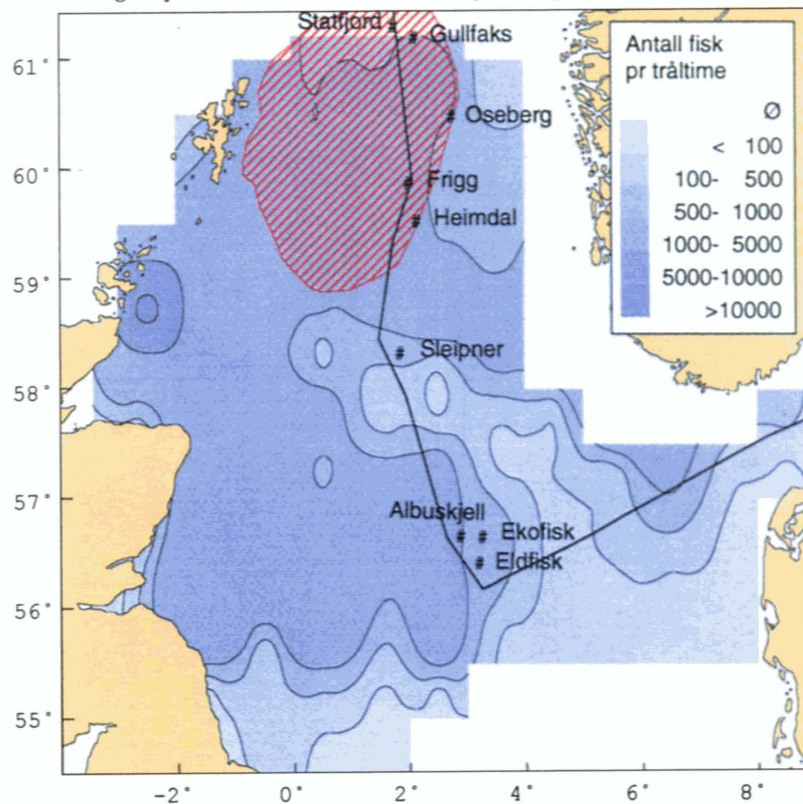 Statfjord
Gullfaks
Oseberg
Frigg
Heimdal
Sleipner
Albuskjell
Ekofisk
Eldfisk
Antall fisk
pr tråltime
Ø
< 100
100- 500
500- 1000
1000- 5000
5000-10000
>10000
61°
60°
59°
58°
57°
56°
55°
-2° 0° 2° 4° 6° 8°